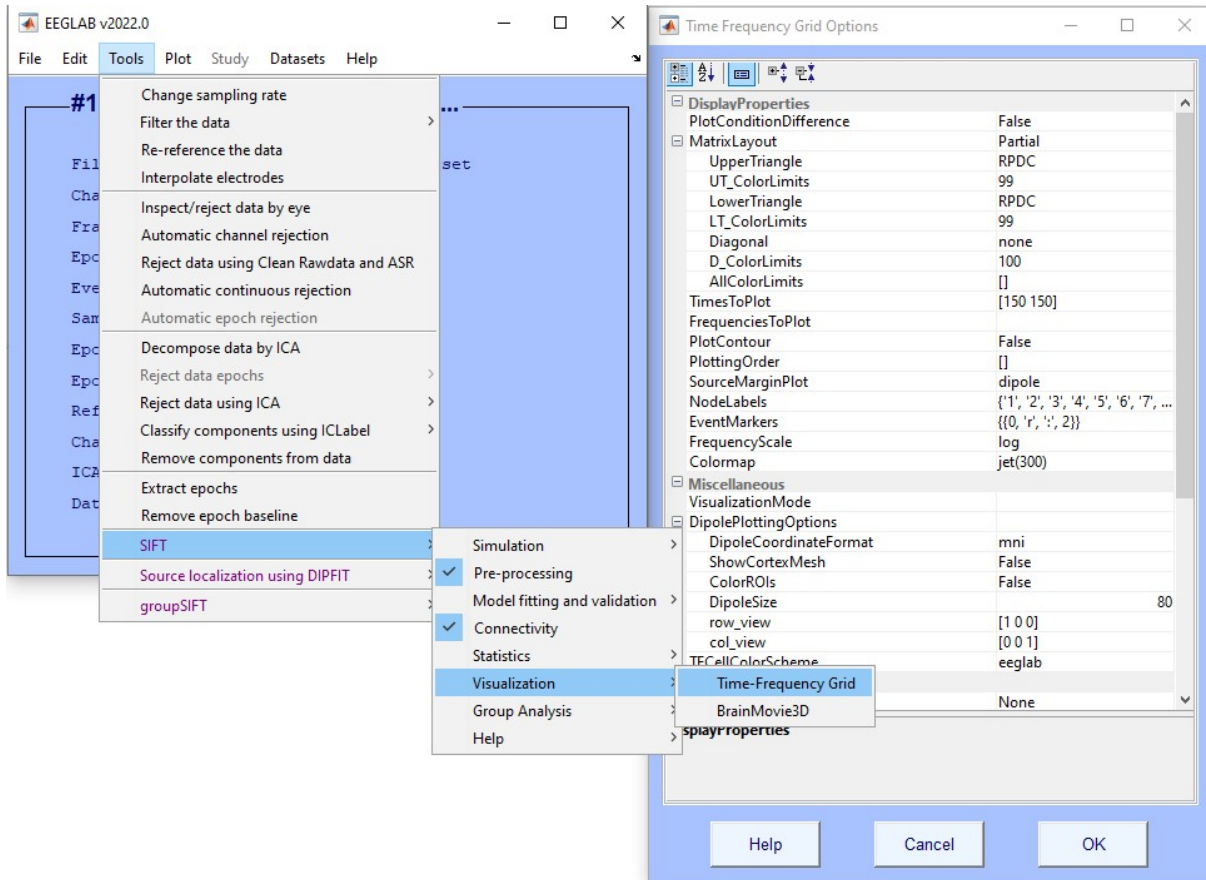 EEGLAB v2022.0
File Edit Tools Plot Study Datasets Help
#1
...
Fil
set
Cha
Fra
Epo
Eve
Sam
Epo
Epo
Ref
Cha
ICA
Dat
Change sampling rate
Filter the data
Re-reference the data
Interpolate electrodes
Inspect/reject data by eye
Automatic channel rejection
Reject data using Clean Rawdata and ASR
Automatic continuous rejection
Automatic epoch rejection
Decompose data by ICA
Reject data epochs
Reject data using ICA
Classify components using ICLabel
Remove components from data
Extract epochs
Remove epoch baseline
SIFT
Source localization using DIPFIT
groupSIFT
Simulation
Pre-processing
Model fitting and validation
Connectivity
Statistics
Visualization
Group Analysis
Help
Time-Frequency Grid
BrainMovie3D
Time Frequency Grid Options
DisplayProperties
PlotConditionDifference False
MatrixLayout Partial
UpperTriangle RPDC
UT_ColorLimits 99
LowerTriangle RPDC
LT_ColorLimits 99
Diagonal none
D_ColorLimits 100
AllColorLimits []
TimesToPlot [150 150]
FrequenciesToPlot
PlotContour False
PlottingOrder []
SourceMarginPlot dipole
NodeLabels {'1', '2', '3', '4', '5', '6', '7', ...
EventMarkers {{0, 'r', ':', 2}}
FrequencyScale log
Colormap jet(300)
Miscellaneous
VisualizationMode
DipolePlottingOptions
DipoleCoordinateFormat mni
ShowCortexMesh False
ColorROIs False
DipoleSize 80
row_view [1 0 0]
col_view [0 0 1]
TFCellColorScheme eeglab
None
splayProperties
Help Cancel OK